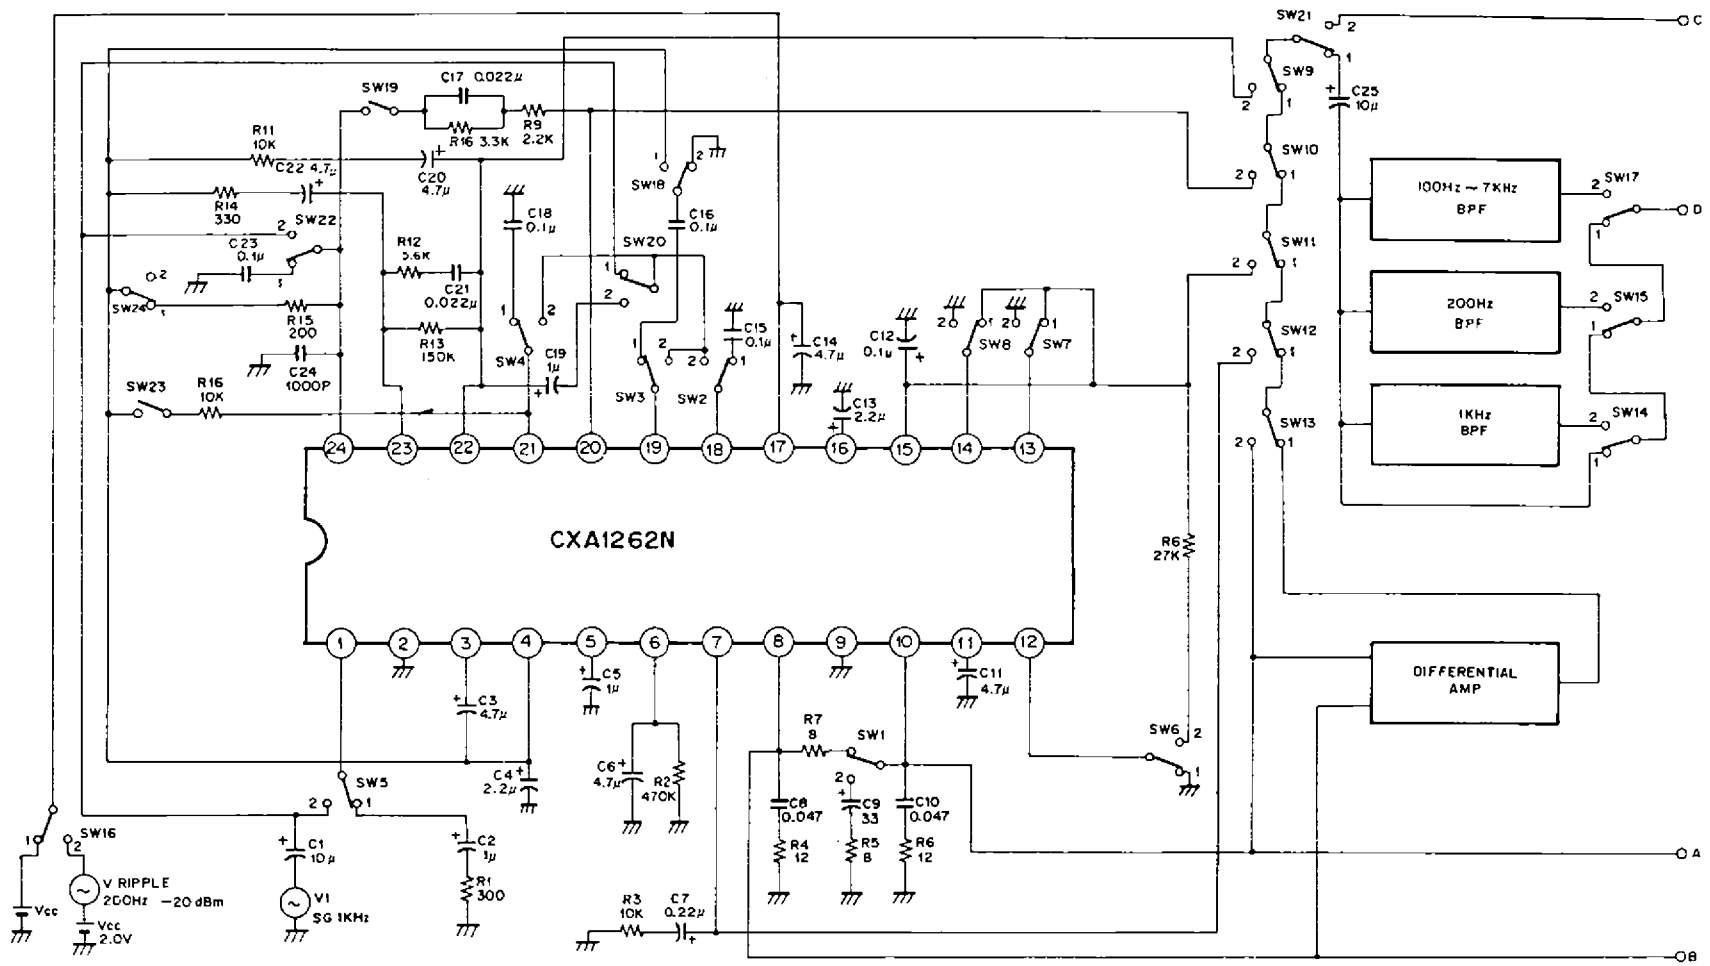 SW21
2
C
1
SW9
2
1
C25
10μ
+
SW19
C17 0.022μ
R16 3.3K
R9
2.2K
R11
10K
C22 4.7μ
+
C20
4.7μ
+
R14
330
SW22
2
1
C23
0.1μ
SW24
2
1
R15
200
C24
1000P
SW23
R16
10K
R12
5.6K
C21
0.022μ
R13
150K
C18
0.1μ
1
2
SW4
C19
1μ
+
SW18
1
2
C16
0.1μ
SW20
1
2
1
2
SW3
2
1
SW2
C15
0.1μ
C14
4.7μ
+
C13
2.2μ
+
C12
0.1μ
+
2
1
SW8
2
1
SW7
SW10
2
1
SW11
2
1
SW12
2
1
SW13
2
1
100Hz ~ 7KHz
BPF
2
SW17
1
D
200Hz
BPF
2
SW15
1
1KHz
BPF
2
SW14
1
24
23
22
21
20
19
18
17
16
15
14
13
CXA1262N
R6
27K
1
2
3
4
5
6
7
8
9
10
11
12
DIFFERENTIAL
AMP
C3
4.7μ
+
C4
2.2μ
+
C5
1μ
+
C6
4.7μ
+
R2
470K
R7
8
SW1
2
C11
4.7μ
+
SW6
2
1
C8
0.047
C9
33
+
C10
0.047
R4
12
R5
8
R6
12
A
SW5
2
1
SW16
1
2
C1
10μ
+
C2
1μ
+
R1
300
V RIPPLE
200Hz −20dBm
V1
SG 1KHz
Vcc
Vcc
2.0V
R3
10K
C7
0.22μ
+
B